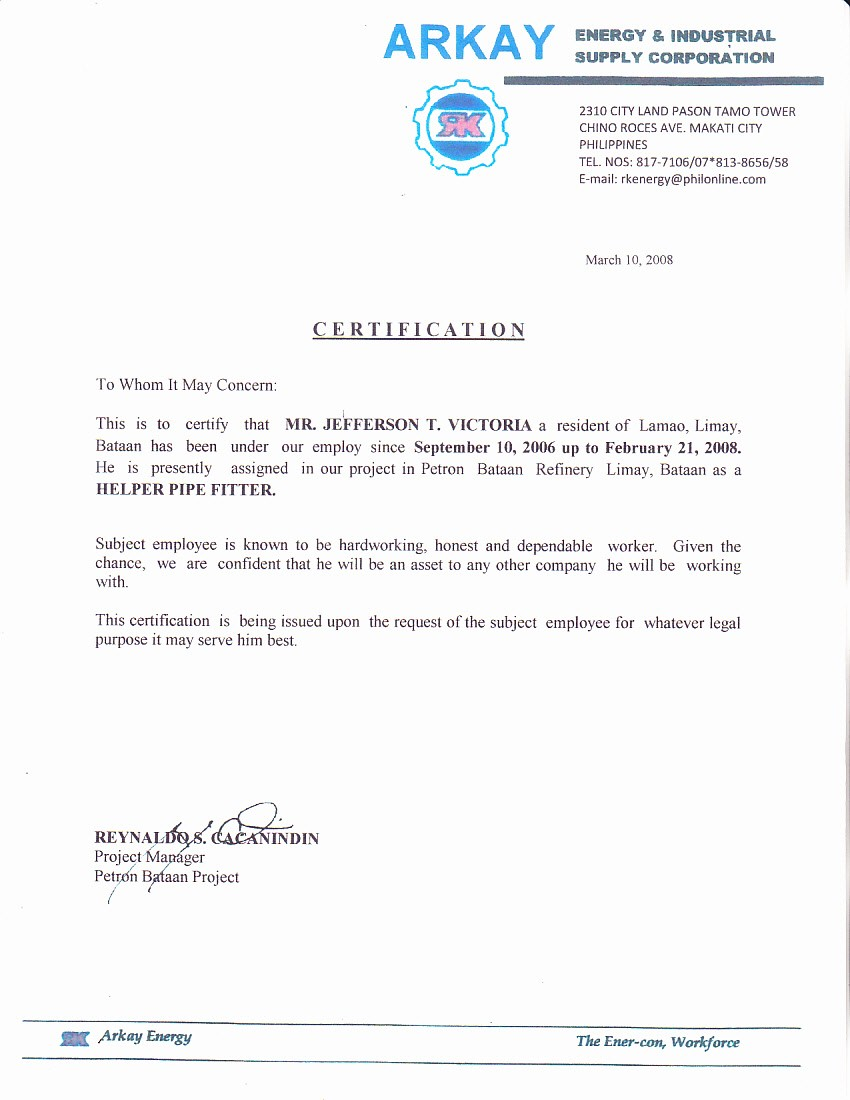 ARKAY
ENERGY & INDUSTRIAL
SUPPLY CORPORATION
RK
2310 CITY LAND PASON TAMO TOWER
CHINO ROCES AVE. MAKATI CITY
PHILIPPINES
TEL. NOS: 817-7106/07*813-8656/58
E-mail: rkenergy@philonline.com
March 10, 2008
CERTIFICATION
To Whom It May Concern:
This is to certify that MR. JEFFERSON T. VICTORIA a resident of Lamao, Limay,
Bataan has been under our employ since September 10, 2006 up to February 21, 2008.
He is presently assigned in our project in Petron Bataan Refinery Limay, Bataan as a
HELPER PIPE FITTER.
Subject employee is known to be hardworking, honest and dependable worker. Given the
chance, we are confident that he will be an asset to any other company he will be working
with.
This certification is being issued upon the request of the subject employee for whatever legal
purpose it may serve him best.
REYNALDO S. CACANINDIN
Project Manager
Petron Bataan Project
RK Arkay Energy
The Ener-con, Workforce